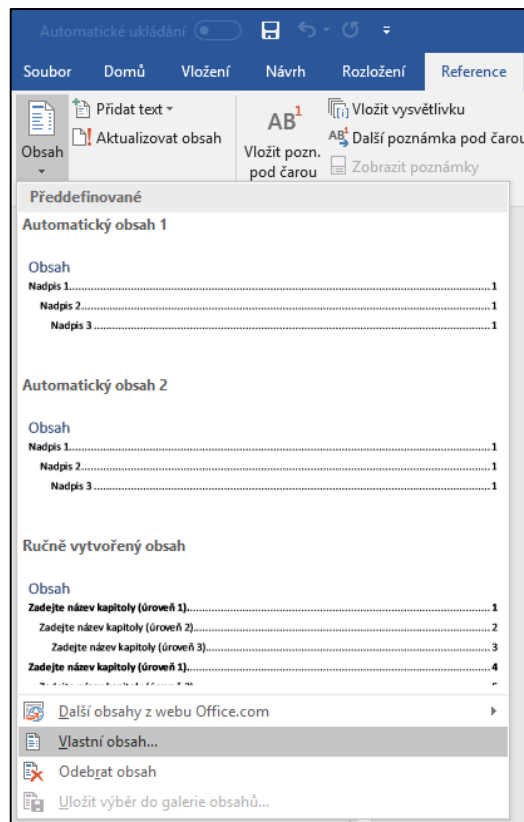 Automatické ukládání
Soubor Domů Vložení Návrh Rozložení Reference
Obsah
Přidat text
Aktualizovat obsah
AB1
Vložit pozn.
pod čarou
[i] Vložit vysvětlivku
AB1 Další poznámka pod čarou
Zobrazit poznámky
Předdefinované
Automatický obsah 1
Obsah
Nadpis 1.....1
Nadpis 2.....1
Nadpis 3.....1
Automatický obsah 2
Obsah
Nadpis 1.....1
Nadpis 2.....1
Nadpis 3.....1
Ručně vytvořený obsah
Obsah
Zadejte název kapitoly (úroveň 1).....1
Zadejte název kapitoly (úroveň 2).....2
Zadejte název kapitoly (úroveň 3).....3
Zadejte název kapitoly (úroveň 1).....4
Další obsahy z webu Office.com
Vlastní obsah...
Odebrat obsah
Uložit výběr do galerie obsahů...